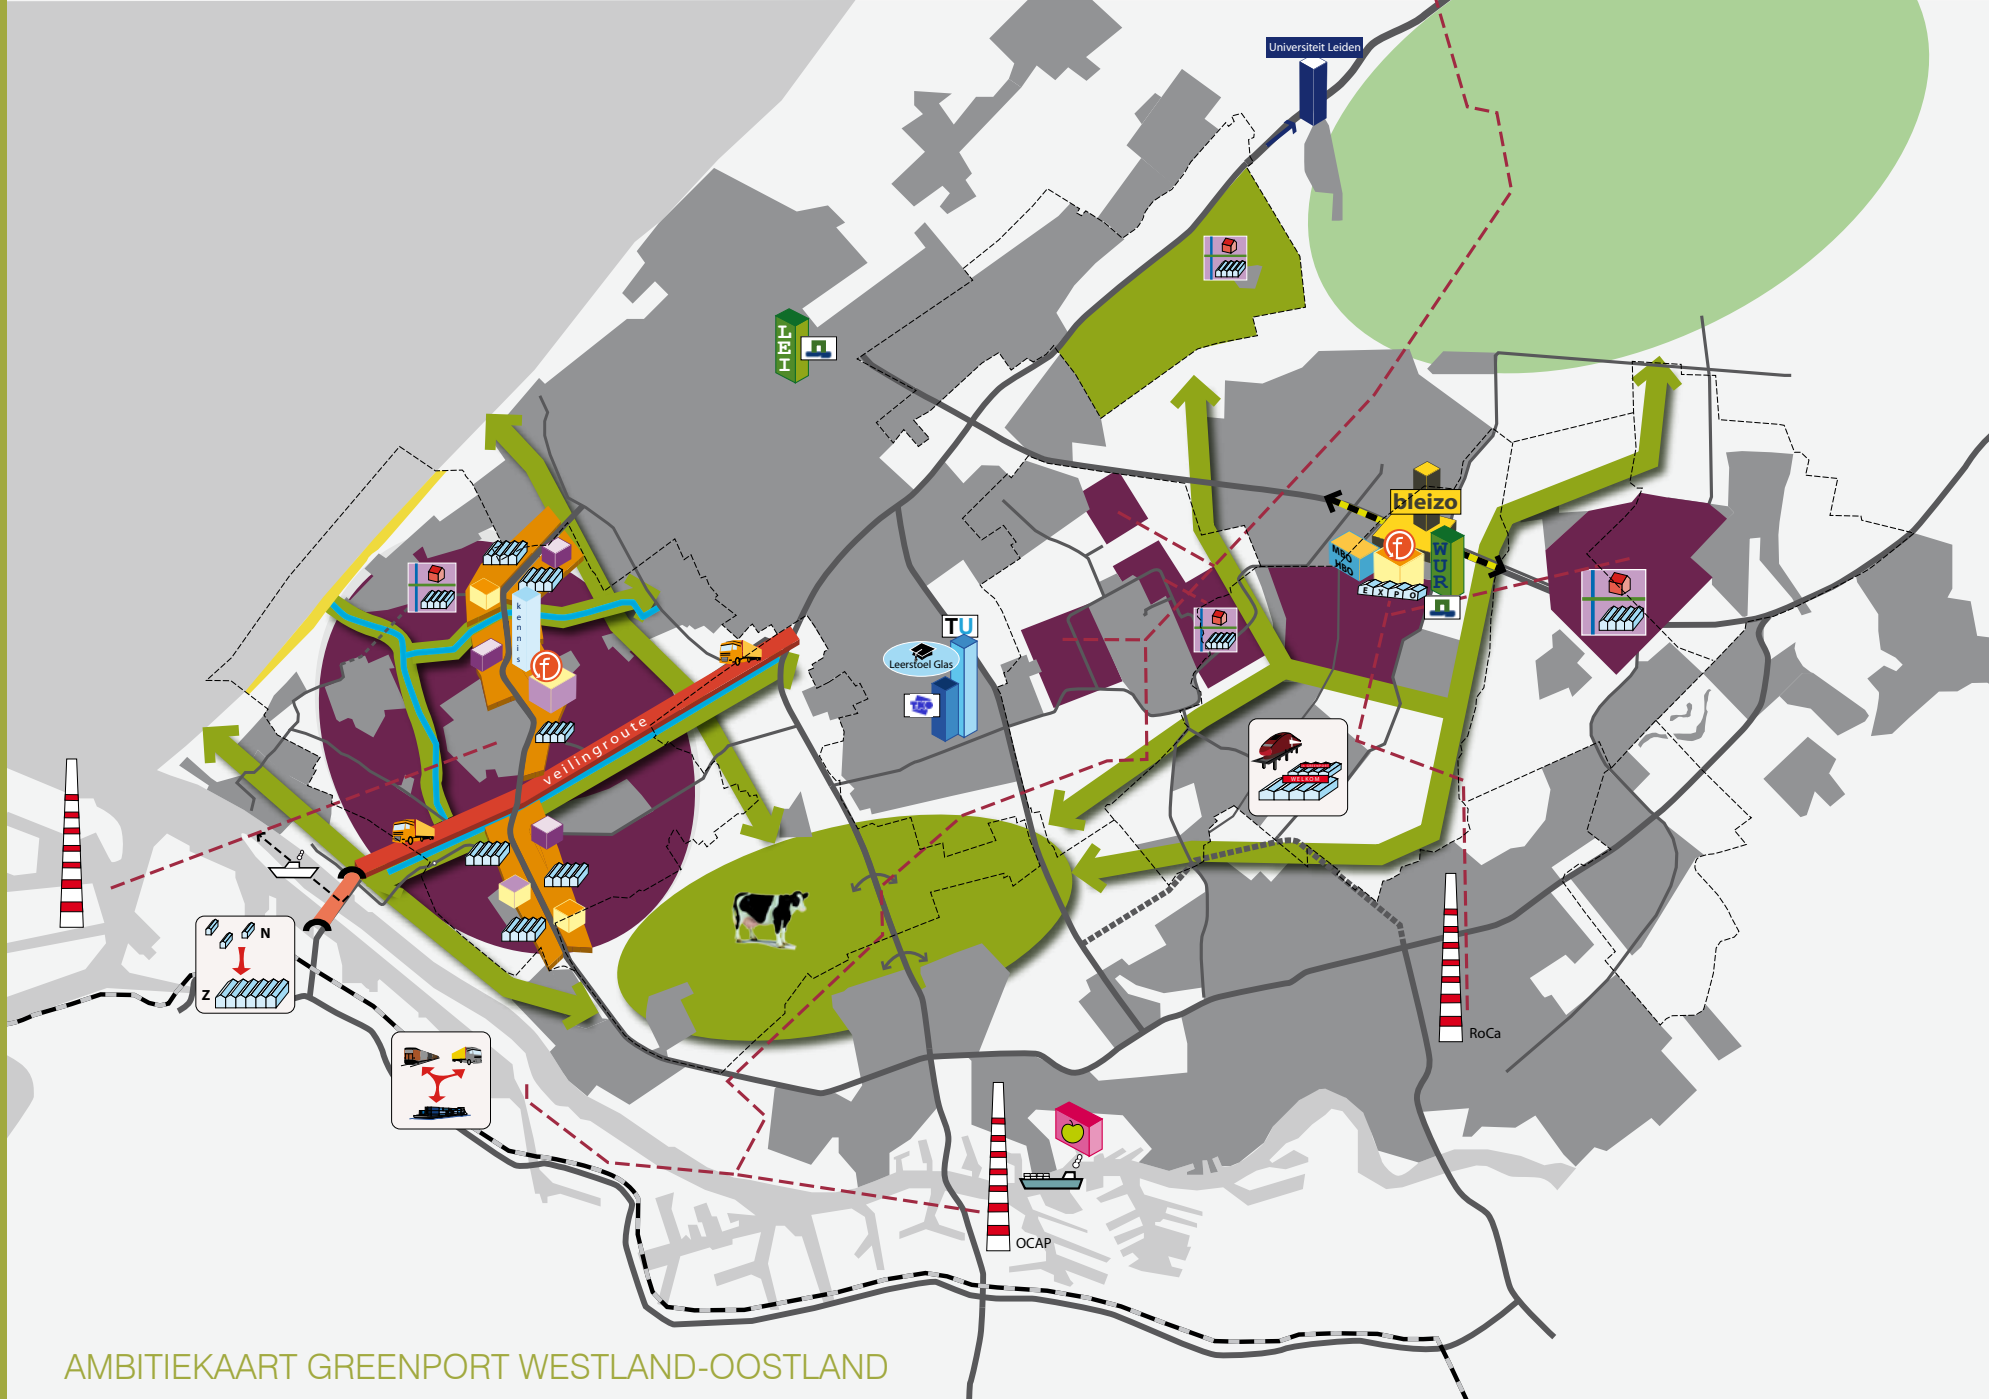 Universiteit Leiden
LEI
bleizo
MBO
HBO
f
WUR
EXPO
kennis
f
TU
Leerstoel Glas
veilingroute
WELKOM
N
Z
RoCa
OCAP
AMBITIEKAART GREENPORT WESTLAND-OOSTLAND